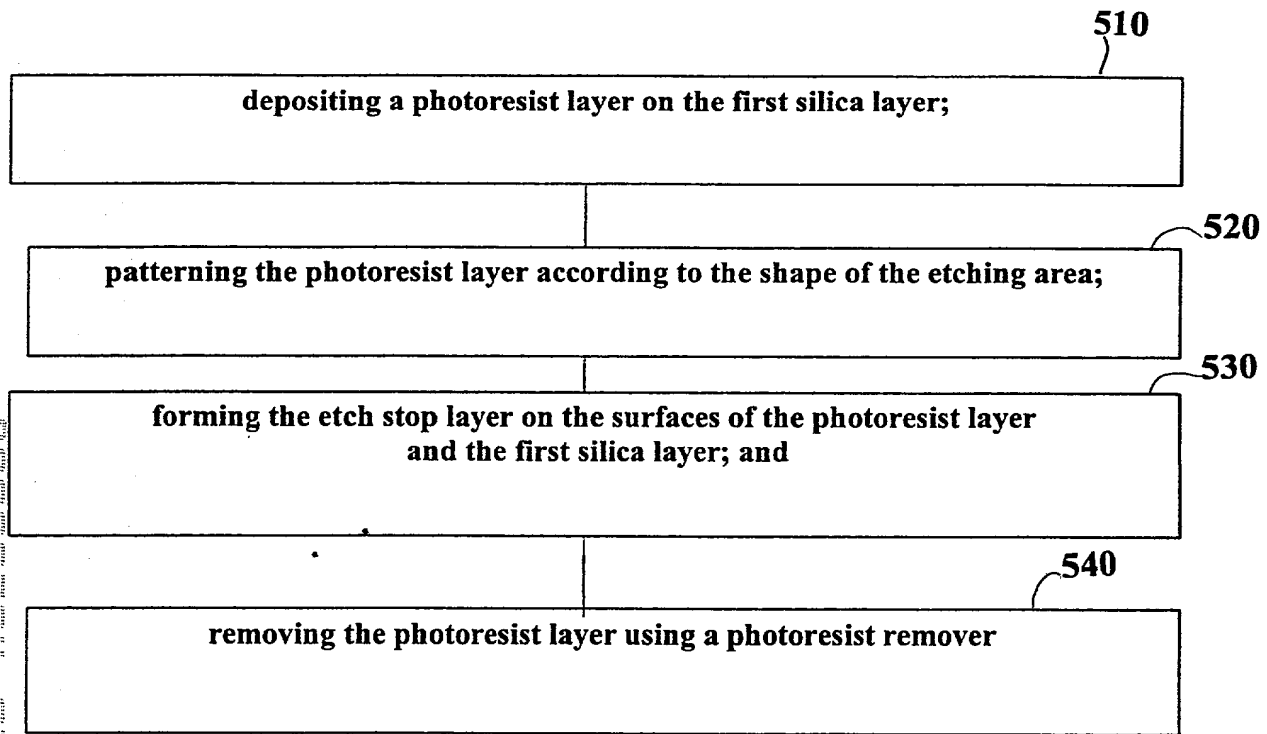 510
depositing a photoresist layer on the first silica layer;
520
patterning the photoresist layer according to the shape of the etching area;
530
forming the etch stop layer on the surfaces of the photoresist layer
and the first silica layer; and
540
removing the photoresist layer using a photoresist remover